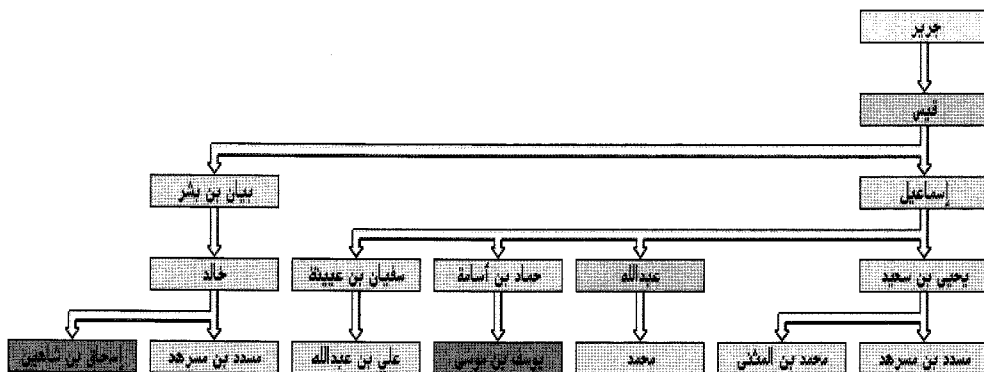 جرير
قيس
إسماعيل
بيان بن بشر
يحيى بن سعيد
عبدالله
حماد بن أسامة
سفيان بن عيينة
خالد
مسدد بن مسرهد
محمد بن المثنى
محمد
يوسف بن موسى
علي بن عبدالله
مسدد بن مسرهد
إسحاق بن شاهين